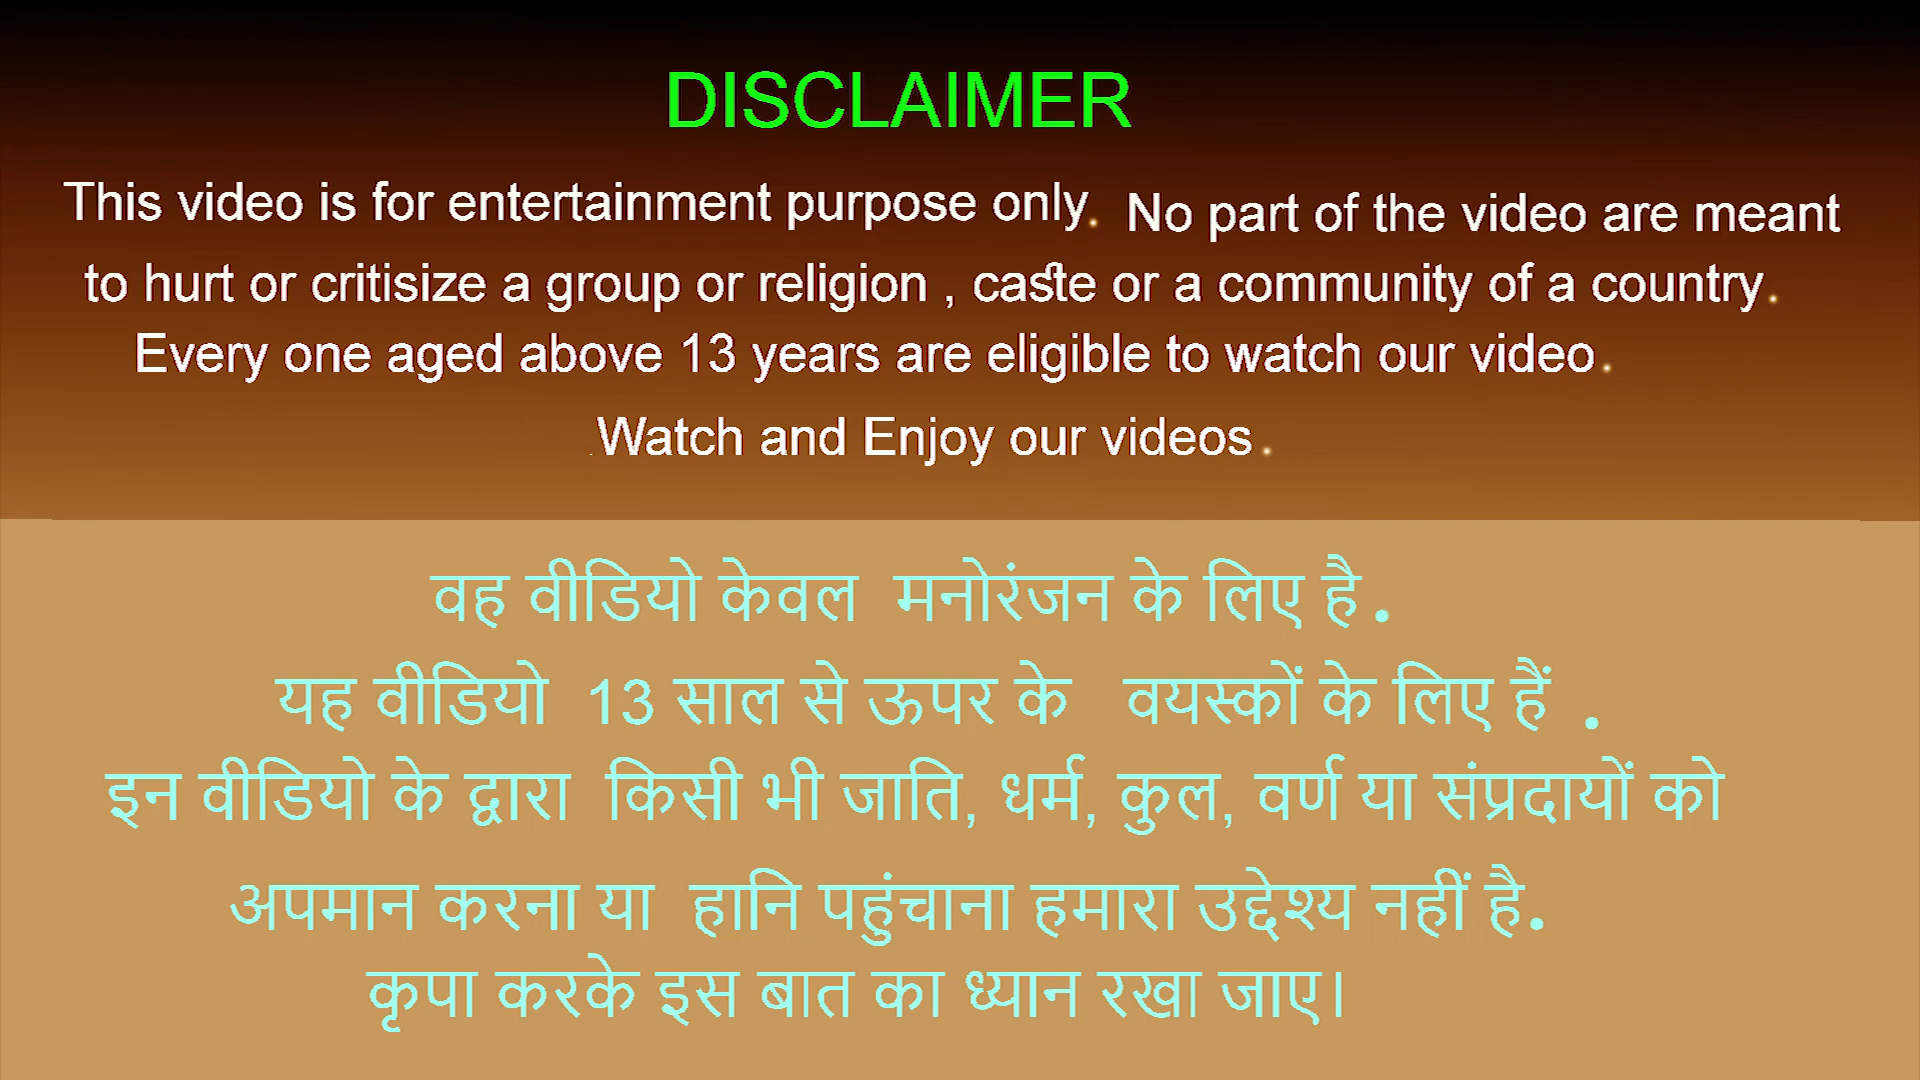 DISCLAIMER
This video is for entertainment purpose only. No part of the video are meant
to hurt or critisize a group or religion , caste or a community of a country.
Every one aged above 13 years are eligible to watch our video.
.Watch and Enjoy our videos.
वह वीडियो केवल मनोरंजन के लिए है.
यह वीडियो 13 साल से ऊपर के वयस्कों के लिए हैं .
इन वीडियो के द्वारा किसी भी जाति, धर्म, कुल, वर्ण या संप्रदायों को
अपमान करना या हानि पहुंचाना हमारा उद्देश्य नहीं है.
कृपा करके इस बात का ध्यान रखा जाए।